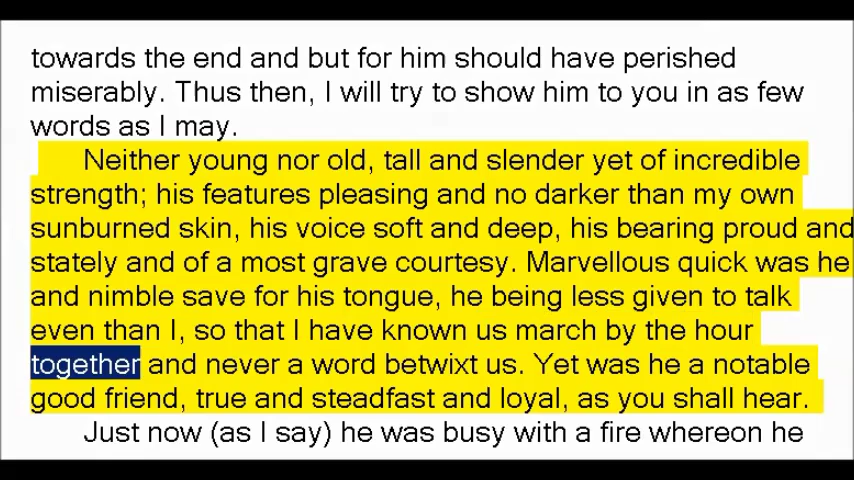 towards the end and but for him should have perished
miserably. Thus then, I will try to show him to you in as few
words as I may.
Neither young nor old, tall and slender yet of incredible
strength; his features pleasing and no darker than my own
sunburned skin, his voice soft and deep, his bearing proud and
stately and of a most grave courtesy. Marvellous quick was he
and nimble save for his tongue, he being less given to talk
even than I, so that I have known us march by the hour
together and never a word betwixt us. Yet was he a notable
good friend, true and steadfast and loyal, as you shall hear.
Just now (as I say) he was busy with a fire whereon he